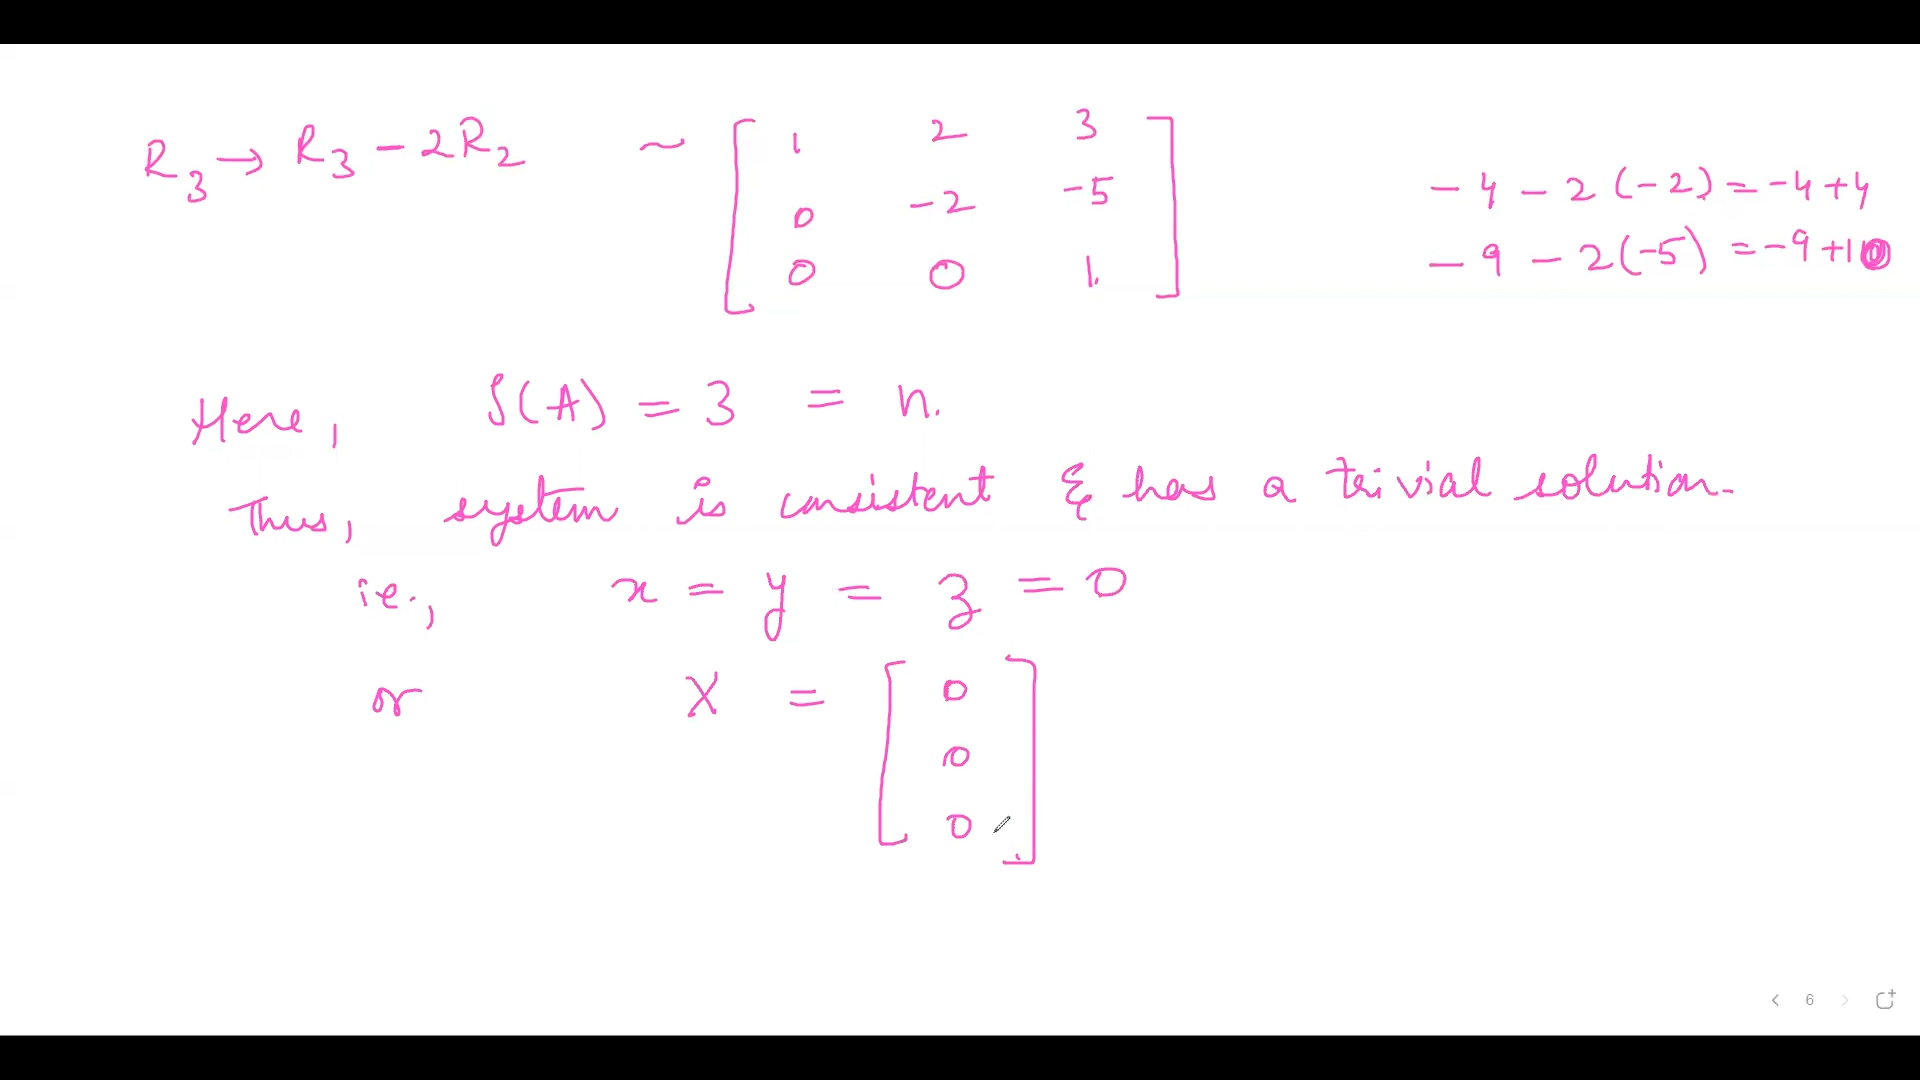 R₃ → R₃ - 2R₂ ~ [ 1 2 3
0 -2 -5
0 0 1. ]
-4 - 2(-2) = -4+4
-9 - 2(-5) = -9+10
Here, ρ(A) = 3 = n.
Thus, system is consistent & has a trivial solution.
ie., x = y = z = 0
or X = [ 0
0
0 ]
6